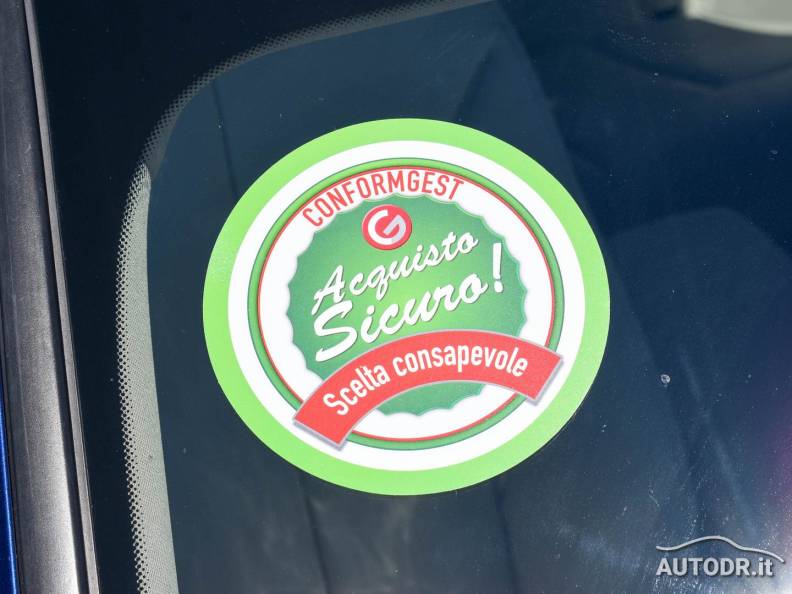 CONFORMGEST
G
Acquisto
Sicuro!
Scelta consapevole
AUTODR.it